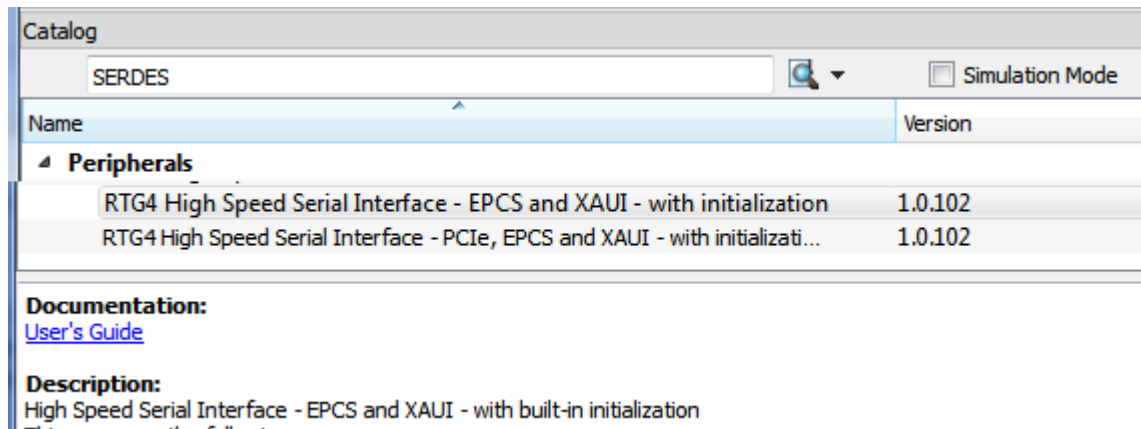 Catalog
SERDES Simulation Mode
Name Version
Peripherals
RTG4 High Speed Serial Interface - EPCS and XAUI - with initialization 1.0.102
RTG4 High Speed Serial Interface - PCIe, EPCS and XAUI - with initializati... 1.0.102
Documentation:
User's Guide
Description:
High Speed Serial Interface - EPCS and XAUI - with built-in initialization